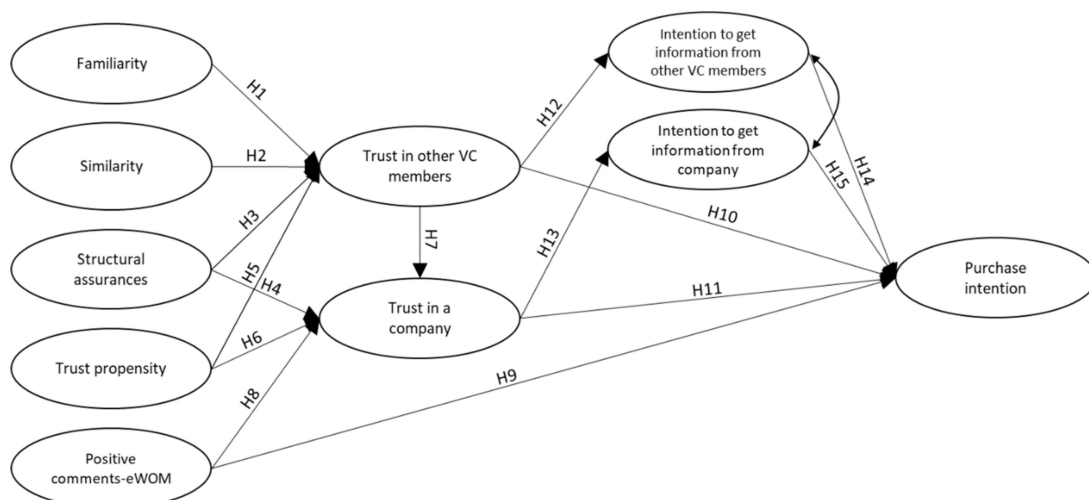 Familiarity
Similarity
Structural
assurances
Trust propensity
Positive
comments-eWOM
H1
H2
H3
H5
H4
H6
H8
Trust in other VC
members
H7
Trust in a
company
H12
H13
H10
H11
H9
Intention to get
information from
other VC members
Intention to get
information from
company
H14
H15
Purchase
intention